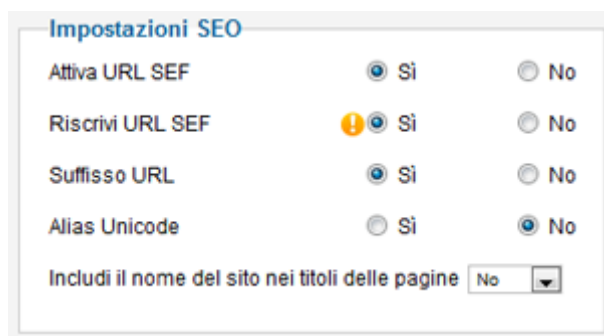 Impostazioni SEO
Attiva URL SEF Sì No
Riscrivi URL SEF Sì No
Suffisso URL Sì No
Alias Unicode Sì No
Includi il nome del sito nei titoli delle pagine No